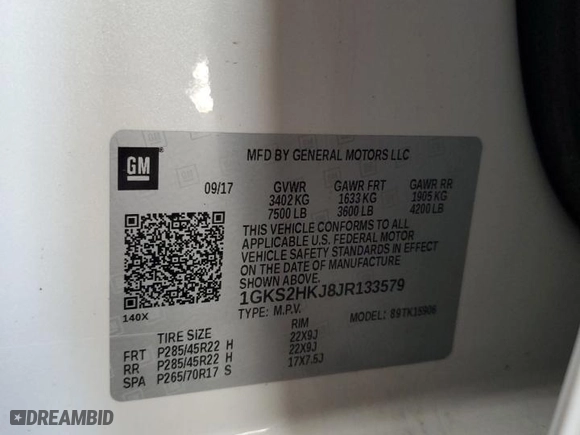 GM
MFD BY GENERAL MOTORS LLC
09/17
GVWR GAWR FRT GAWR RR
3402 KG 1633 KG 1905 KG
7500 LB 3600 LB 4200 LB
THIS VEHICLE CONFORMS TO ALL
APPLICABLE U.S. FEDERAL MOTOR
VEHICLE SAFETY STANDARDS IN EFFECT
ON THE DATE OF MANUFACTURE
SHOWN ABOVE.
1GKS2HKJ8JR133579
140X
TYPE: M.P.V. MODEL: 89TK15906
TIRE SIZE RIM
FRT P285/45R22 H 22X9J
RR P285/45R22 H 22X9J
SPA P265/70R17 S 17X7.5J
DREAMBID